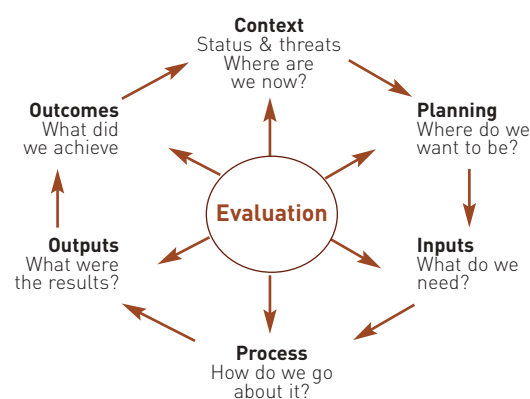 Context
Status & threats
Where are
we now?
Planning
Where do we
want to be?
Inputs
What do we
need?
Process
How do we go
about it?
Outputs
What were
the results?
Outcomes
What did
we achieve
Evaluation